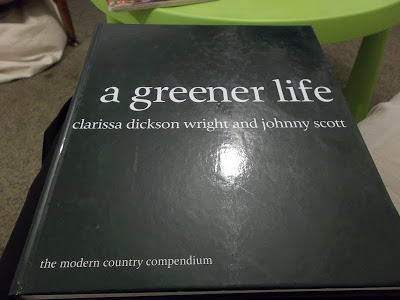 a greener life
clarissa dickson wright and johnny scott
the modern country compendium